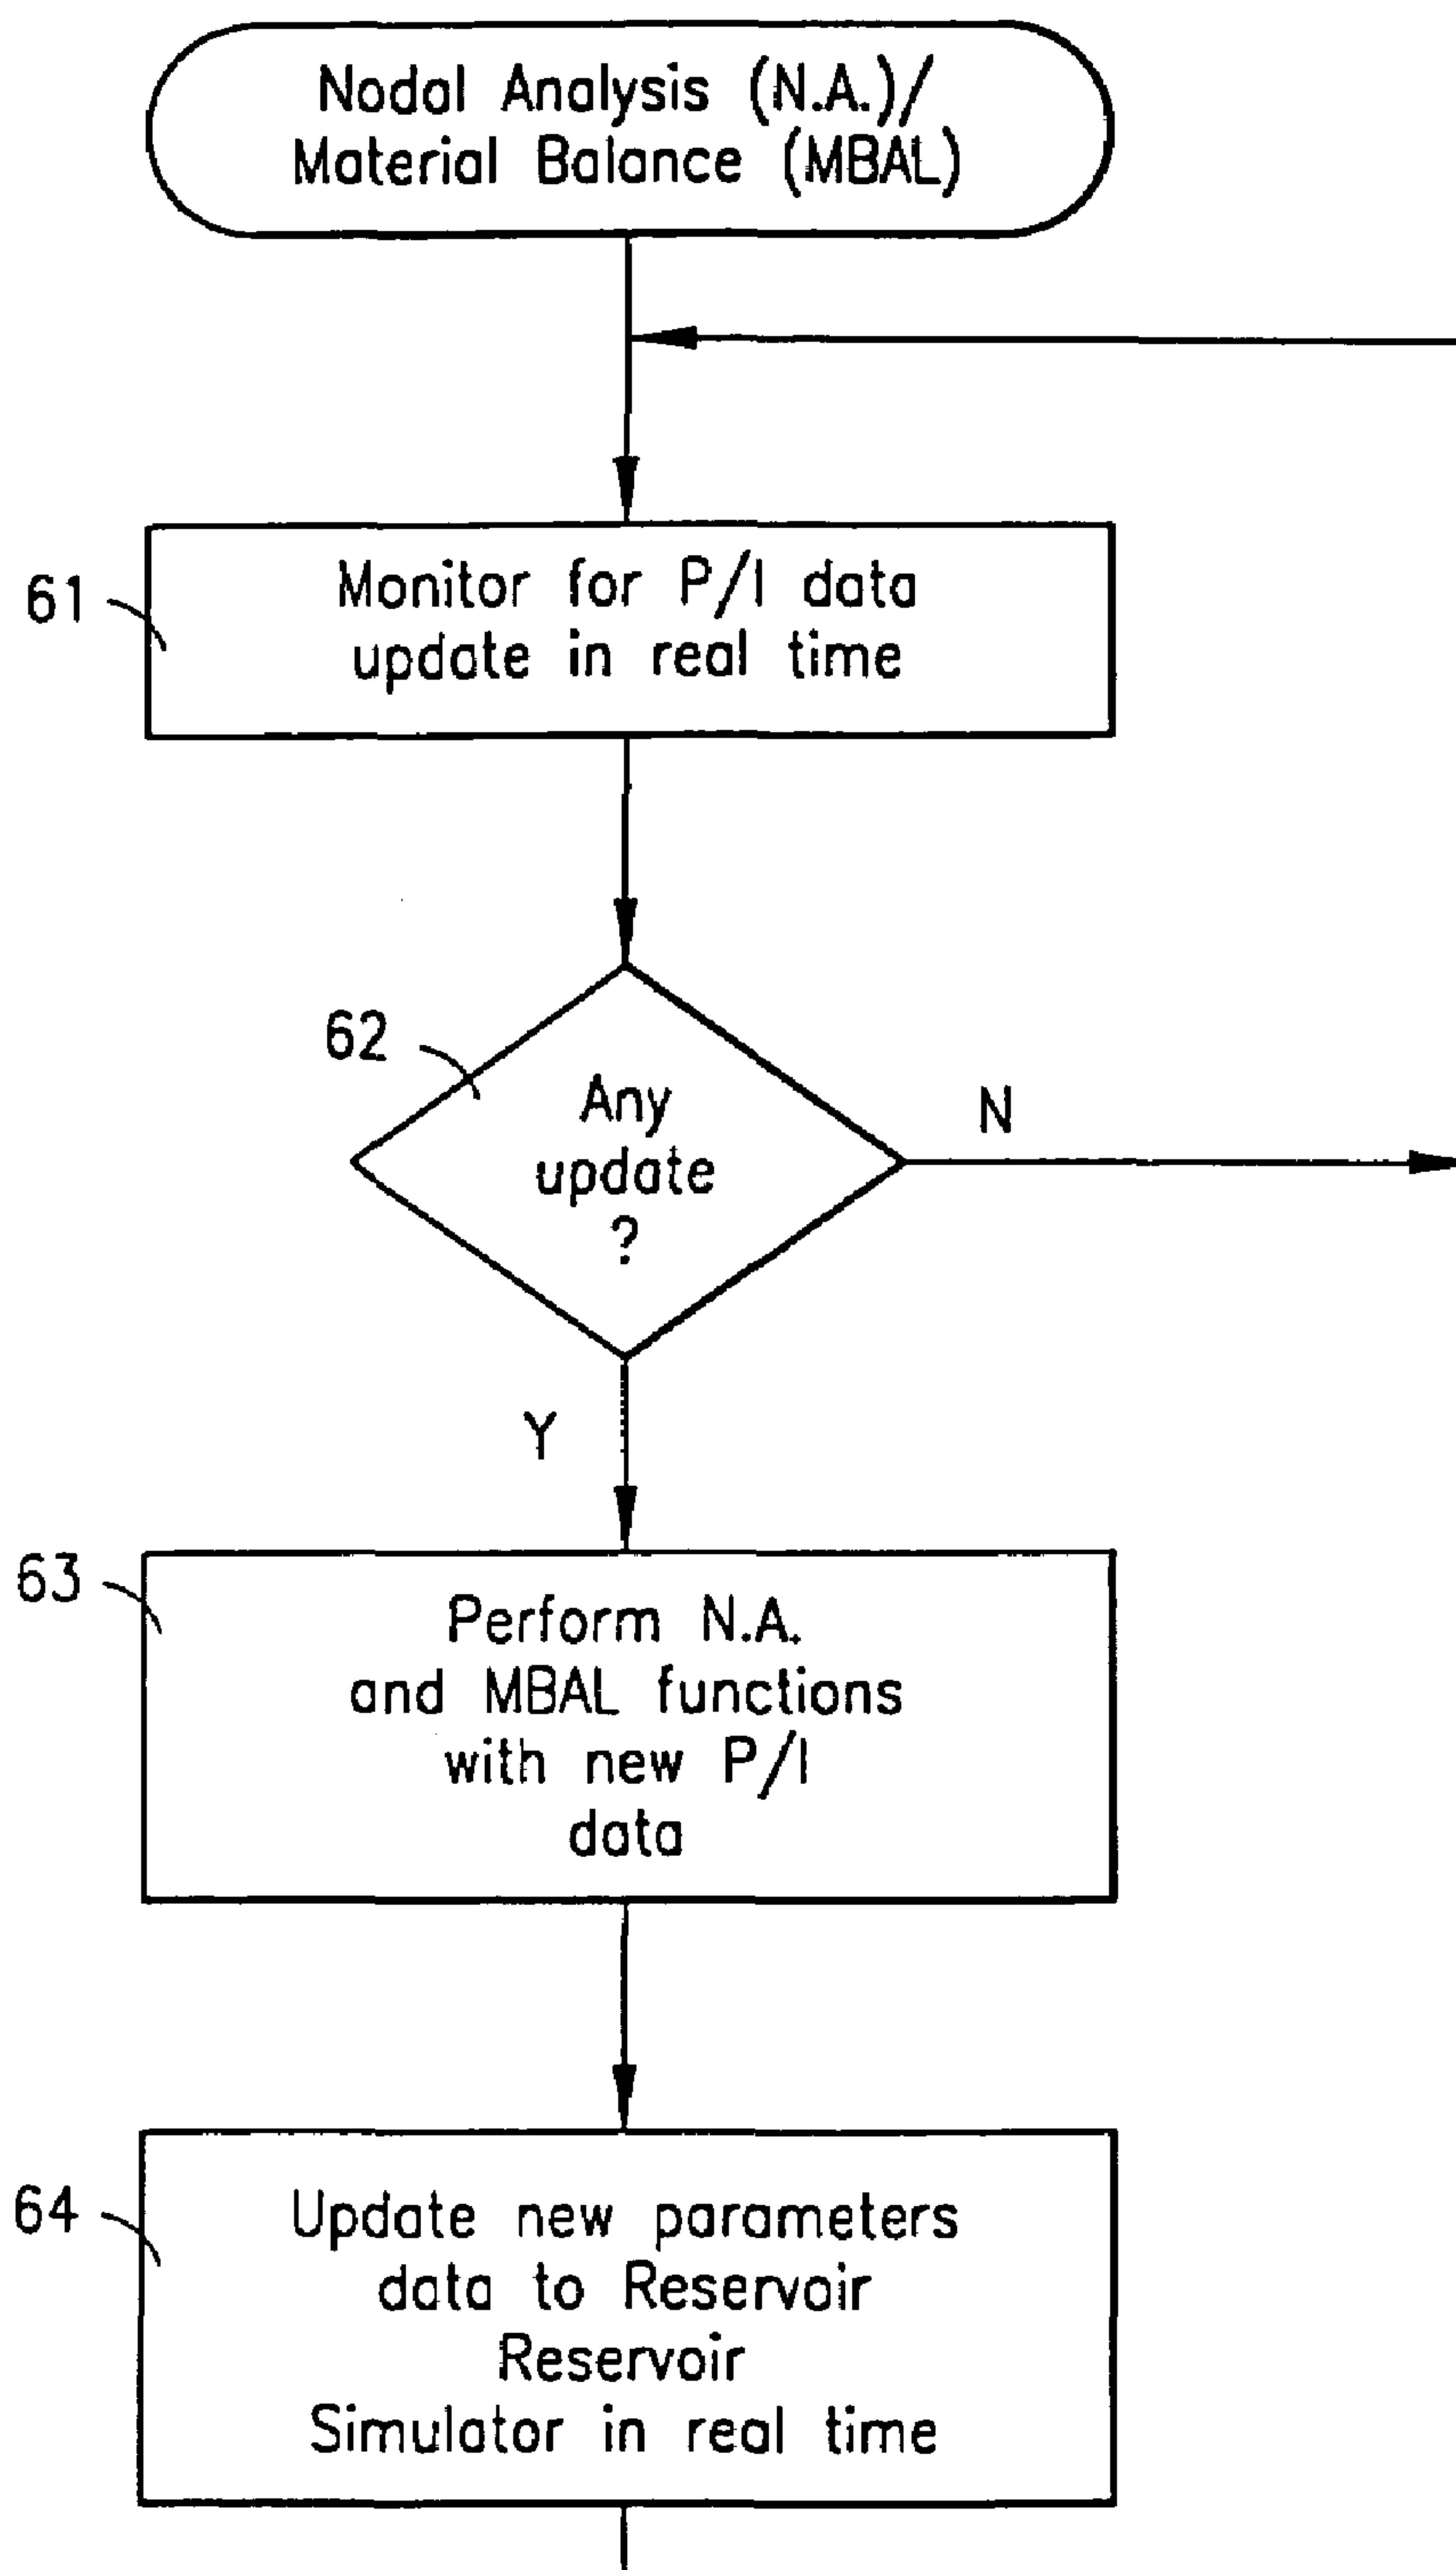 Nodal Analysis (N.A.)/
Material Balance (MBAL)
61
Monitor for P/I data
update in real time
62
Any
update
?
N
Y
63
Perform N.A.
and MBAL functions
with new P/I
data
64
Update new parameters
data to Reservoir
Reservoir
Simulator in real time